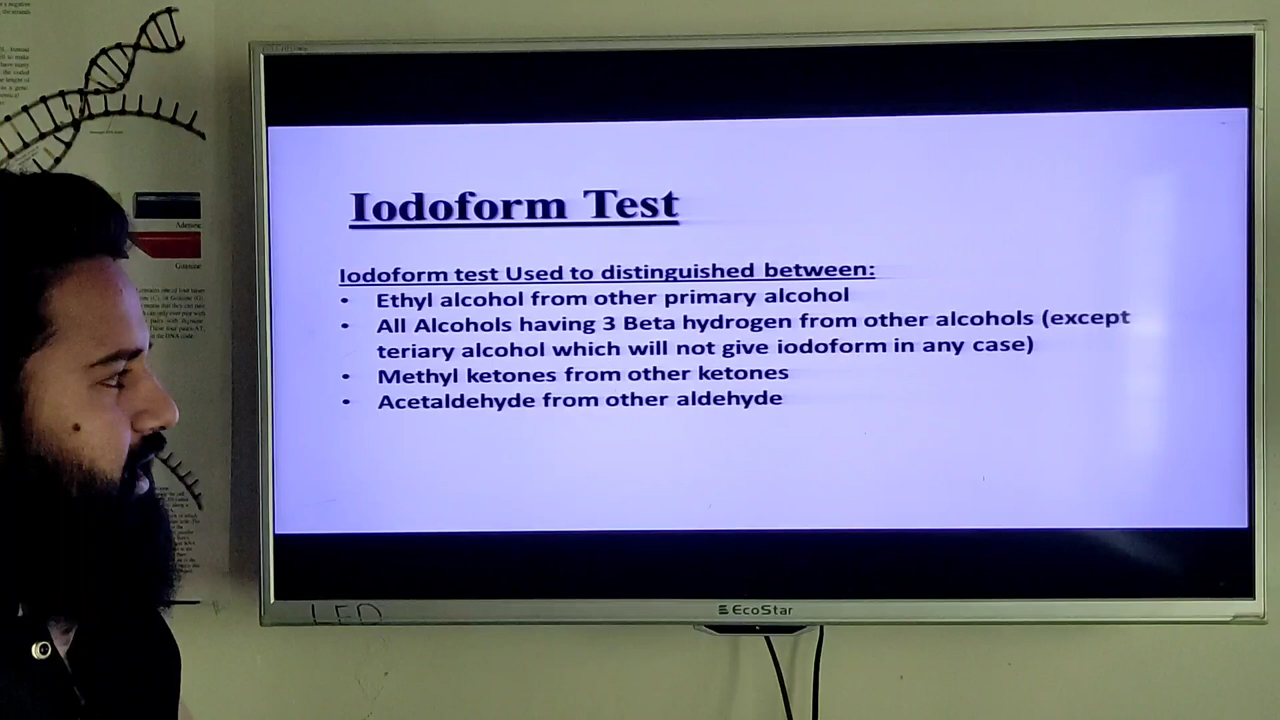 Iodoform Test
Iodoform test Used to distinguished between:
• Ethyl alcohol from other primary alcohol
• All Alcohols having 3 Beta hydrogen from other alcohols (except
teriary alcohol which will not give iodoform in any case)
• Methyl ketones from other ketones
• Acetaldehyde from other aldehyde
EcoStar
LED
Adenine
Guanine